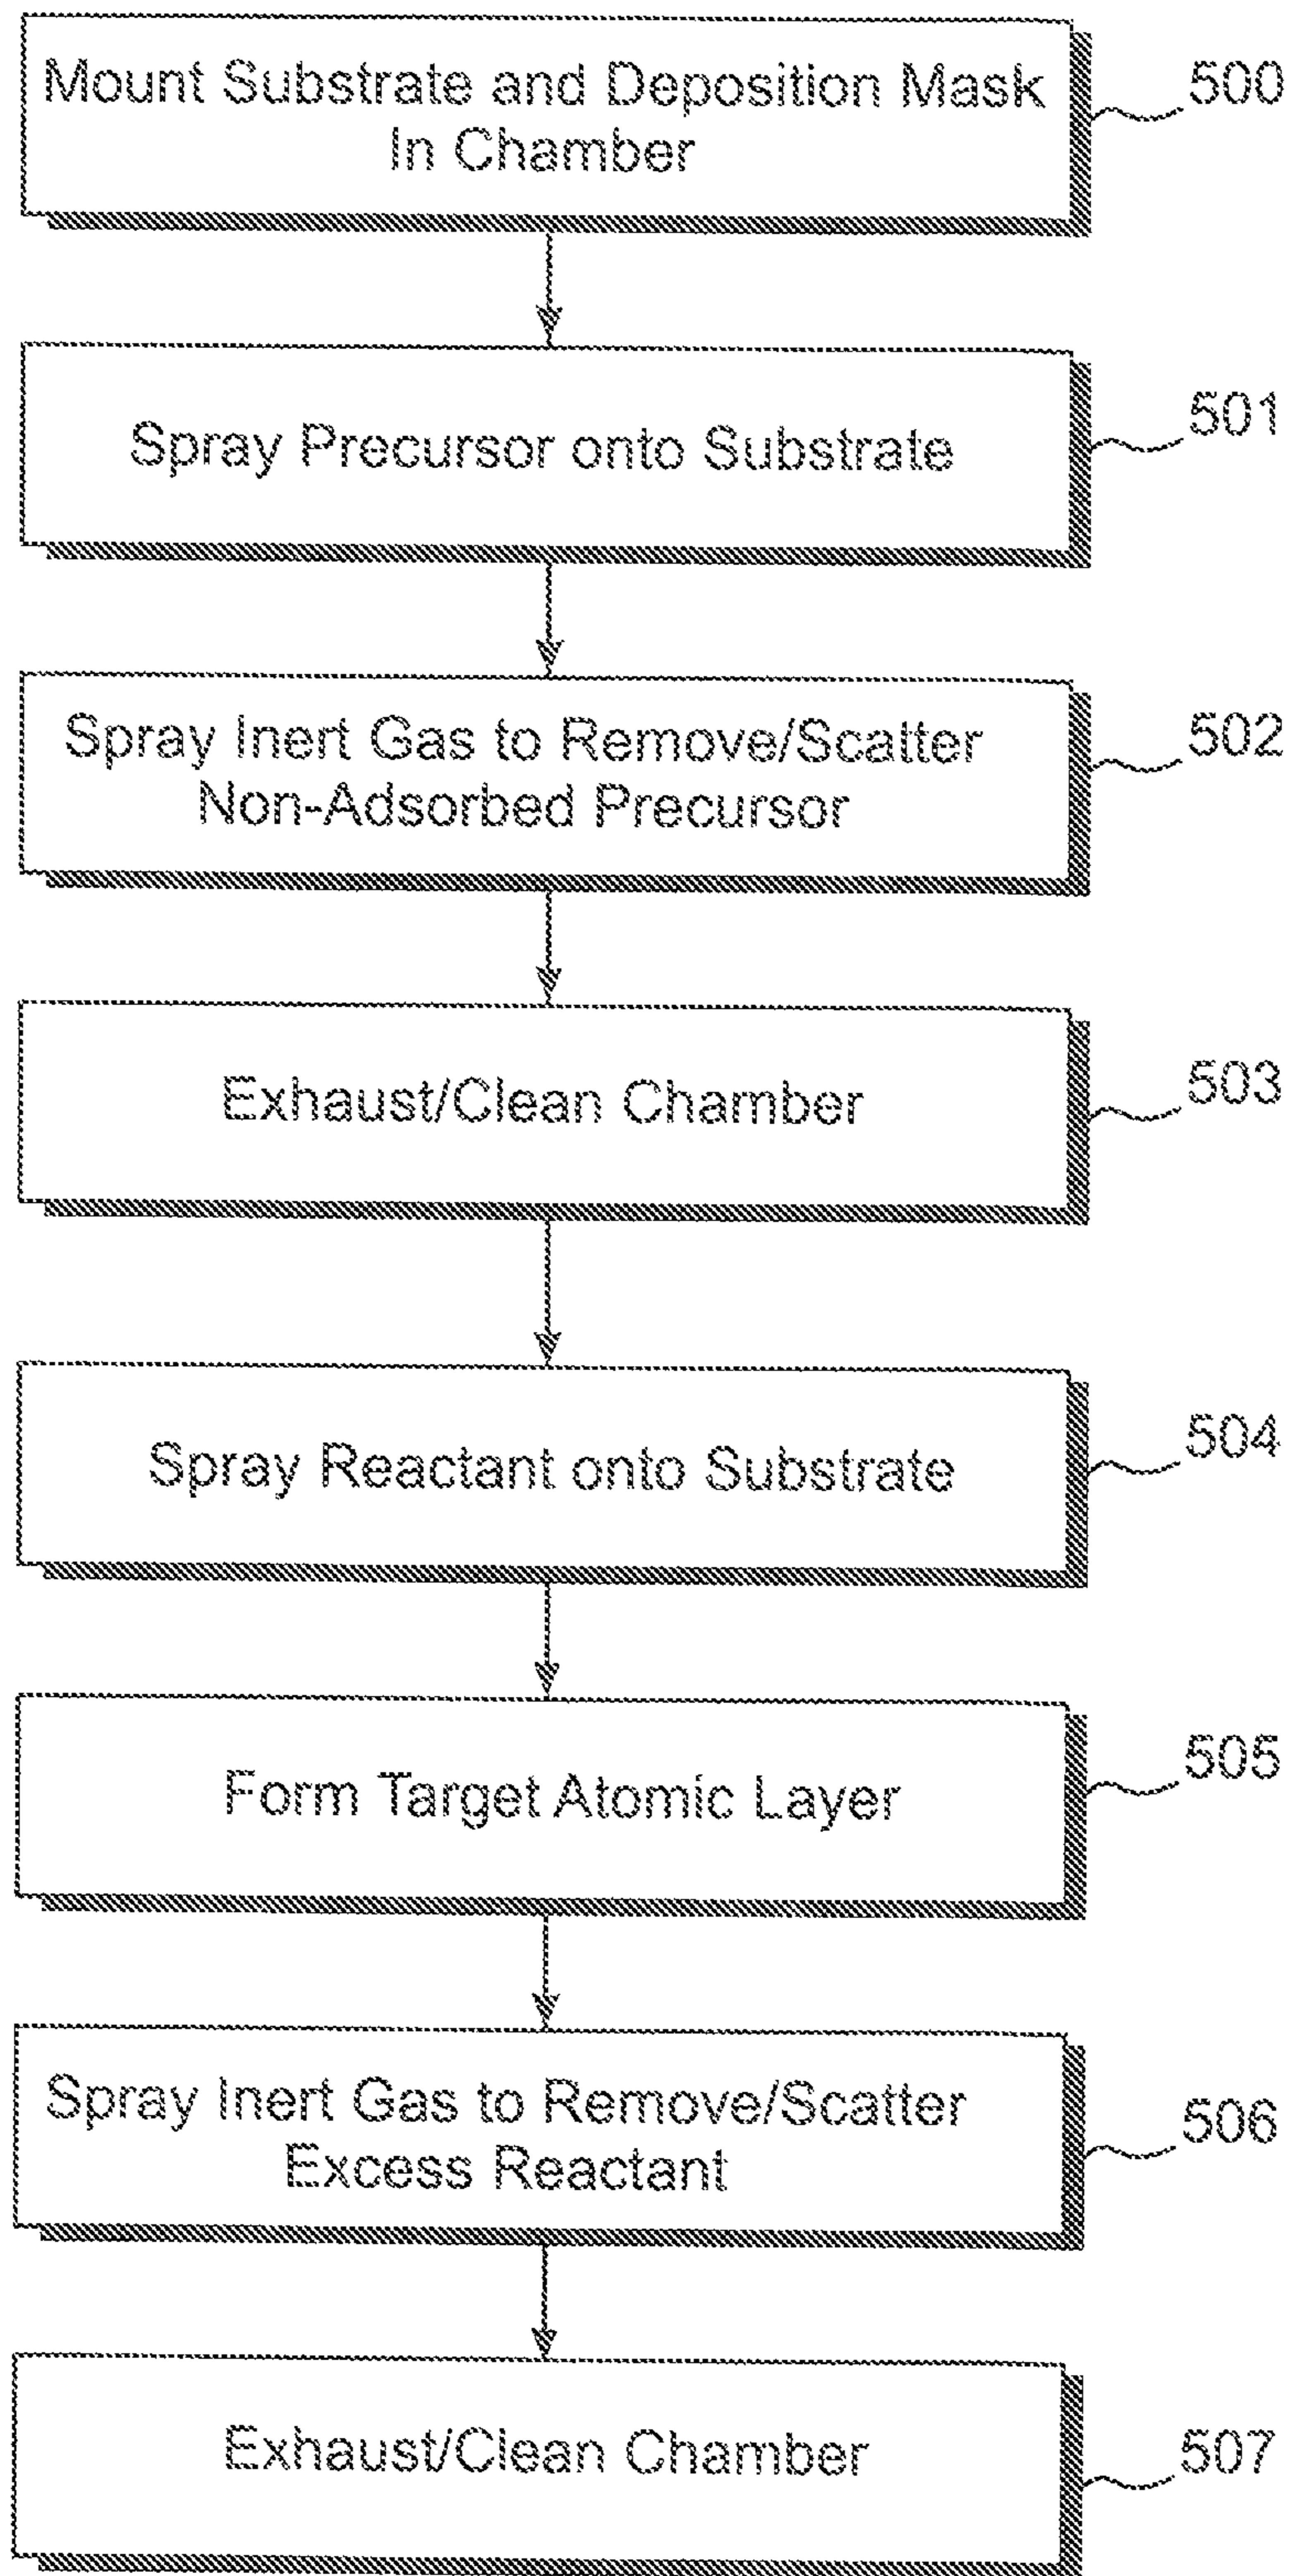 Mount Substrate and Deposition Mask
In Chamber
500
Spray Precursor onto Substrate
501
Spray Inert Gas to Remove/Scatter
Non-Adsorbed Precursor
502
Exhaust/Clean Chamber
503
Spray Reactant onto Substrate
504
Form Target Atomic Layer
505
Spray Inert Gas to Remove/Scatter
Excess Reactant
506
Exhaust/Clean Chamber
507